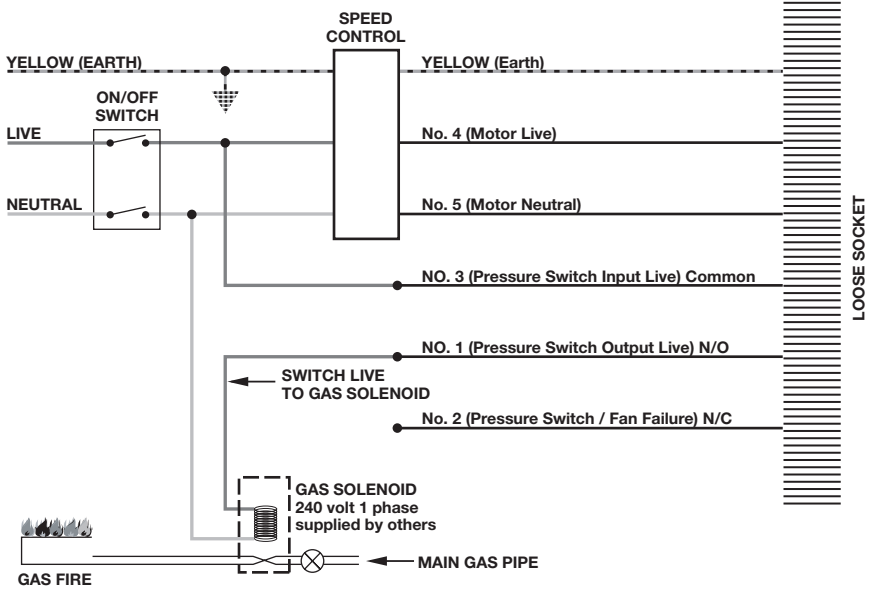 SPEED
CONTROL
YELLOW (EARTH)
YELLOW (Earth)
ON/OFF
SWITCH
LIVE
No. 4 (Motor Live)
NEUTRAL
No. 5 (Motor Neutral)
LOOSE SOCKET
NO. 3 (Pressure Switch Input Live) Common
NO. 1 (Pressure Switch Output Live) N/O
SWITCH LIVE
TO GAS SOLENOID
No. 2 (Pressure Switch / Fan Failure) N/C
GAS SOLENOID
240 volt 1 phase
supplied by others
MAIN GAS PIPE
GAS FIRE